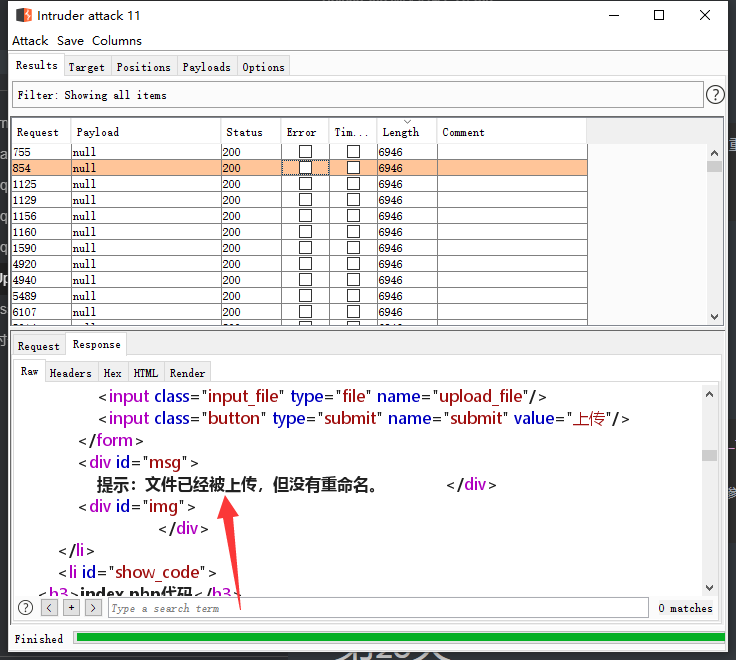 Intruder attack 11
Attack Save Columns
Results Target Positions Payloads Options
Filter: Showing all items
?
Request Payload Status Error Tim... Length Comment
755 null 200 6946
854 null 200 6946
1125 null 200 6946
1129 null 200 6946
1156 null 200 6946
1160 null 200 6946
1590 null 200 6946
4920 null 200 6946
4940 null 200 6946
5489 null 200 6946
6107 null 200 6946
Request Response
Raw Headers Hex HTML Render
<input class="input_file" type="file" name="upload_file"/>
<input class="button" type="submit" name="submit" value="上传"/>
</form>
<div id="msg">
提示：文件已经被上传，但没有重命名。 </div>
<div id="img">
</div>
</li>
<li id="show_code">
<h3>index.php代码</h3>
? < + > Type a search term 0 matches
Finished